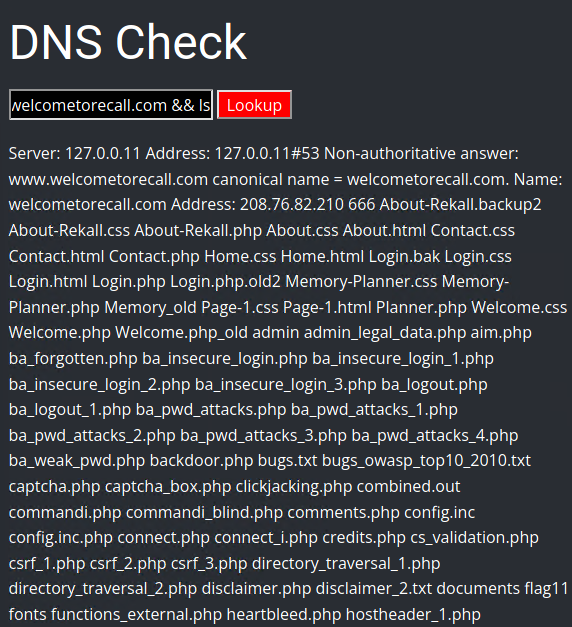 DNS Check
welcometorecall.com && ls
Lookup
Server: 127.0.0.11 Address: 127.0.0.11#53 Non-authoritative answer:
www.welcometorecall.com canonical name = welcometorecall.com. Name:
welcometorecall.com Address: 208.76.82.210 666 About-Rekall.backup2
About-Rekall.css About-Rekall.php About.css About.html Contact.css
Contact.html Contact.php Home.css Home.html Login.bak Login.css
Login.html Login.php Login.php.old2 Memory-Planner.css Memory-
Planner.php Memory_old Page-1.css Page-1.html Planner.php Welcome.css
Welcome.php Welcome.php_old admin admin_legal_data.php aim.php
ba_forgotten.php ba_insecure_login.php ba_insecure_login_1.php
ba_insecure_login_2.php ba_insecure_login_3.php ba_logout.php
ba_logout_1.php ba_pwd_attacks.php ba_pwd_attacks_1.php
ba_pwd_attacks_2.php ba_pwd_attacks_3.php ba_pwd_attacks_4.php
ba_weak_pwd.php backdoor.php bugs.txt bugs_owasp_top10_2010.txt
captcha.php captcha_box.php clickjacking.php combined.out
commandi.php commandi_blind.php comments.php config.inc
config.inc.php connect.php connect_i.php credits.php cs_validation.php
csrf_1.php csrf_2.php csrf_3.php directory_traversal_1.php
directory_traversal_2.php disclaimer.php disclaimer_2.txt documents flag11
fonts functions_external.php heartbleed.php hostheader_1.php